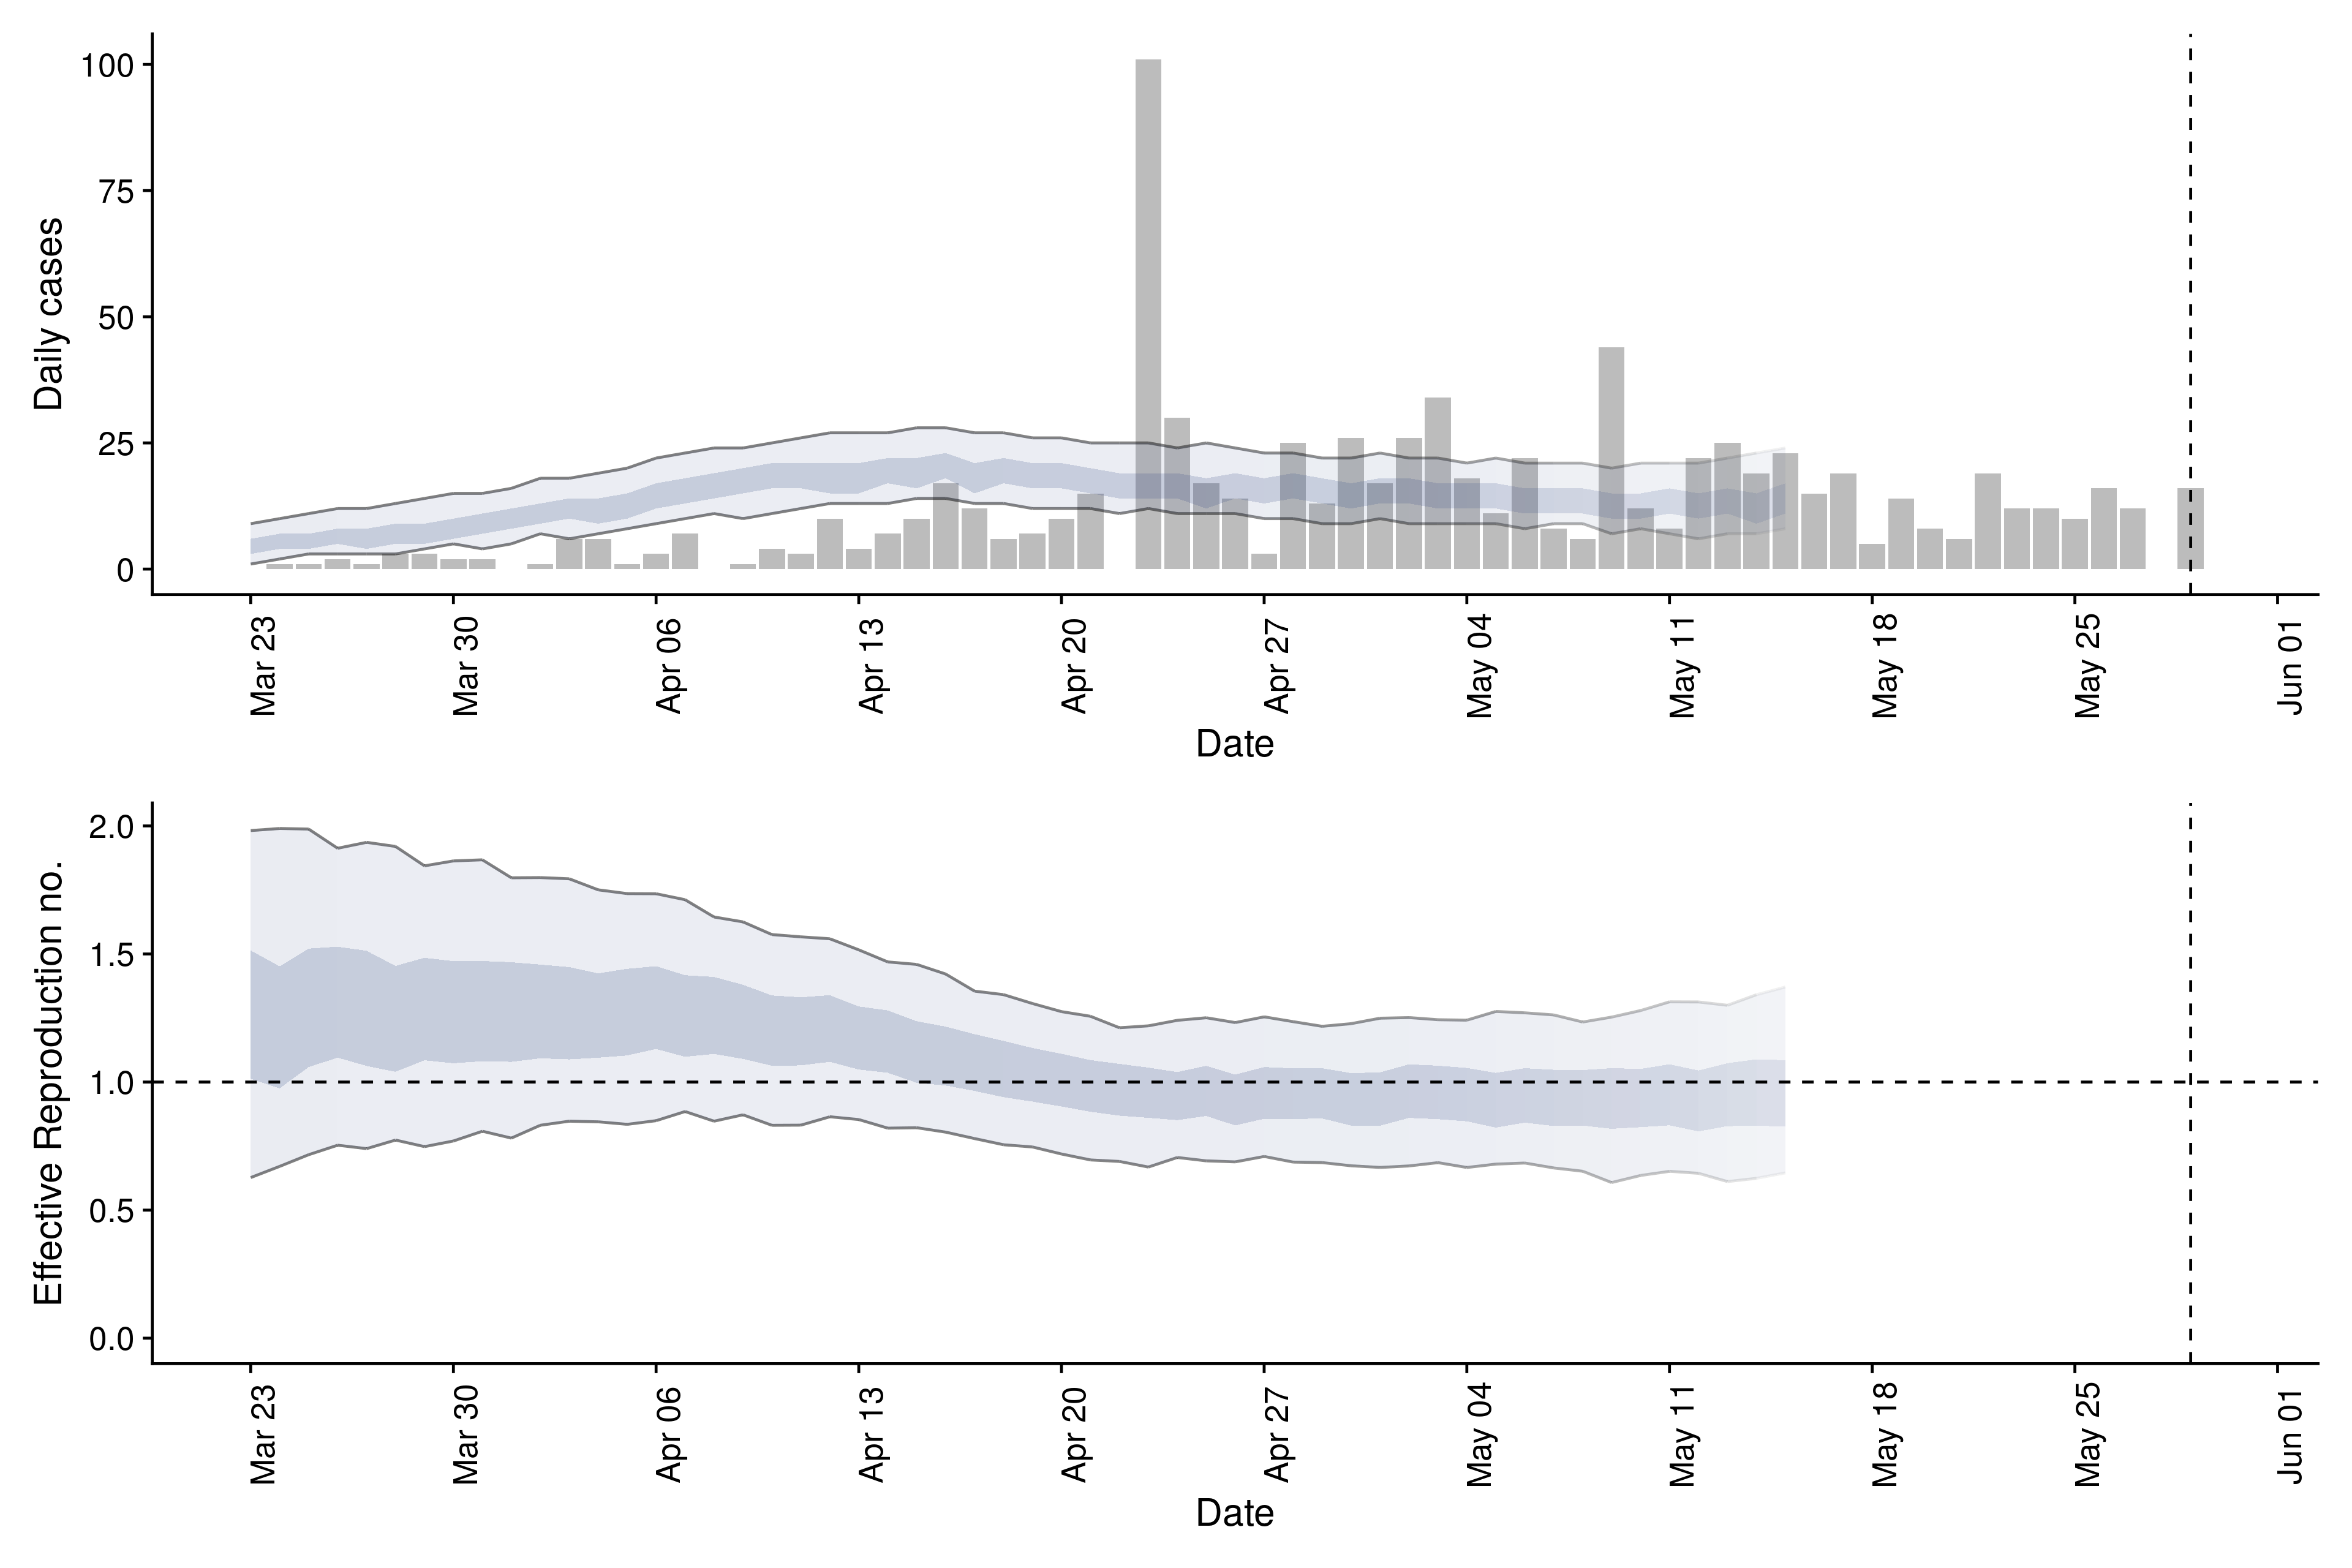 Daily cases
100
75
50
25
0
Mar 23
Mar 30
Apr 06
Apr 13
Apr 20
Apr 27
May 04
May 11
May 18
May 25
Jun 01
Date
Effective Reproduction no.
2.0
1.5
1.0
0.5
0.0
Mar 23
Mar 30
Apr 06
Apr 13
Apr 20
Apr 27
May 04
May 11
May 18
May 25
Jun 01
Date